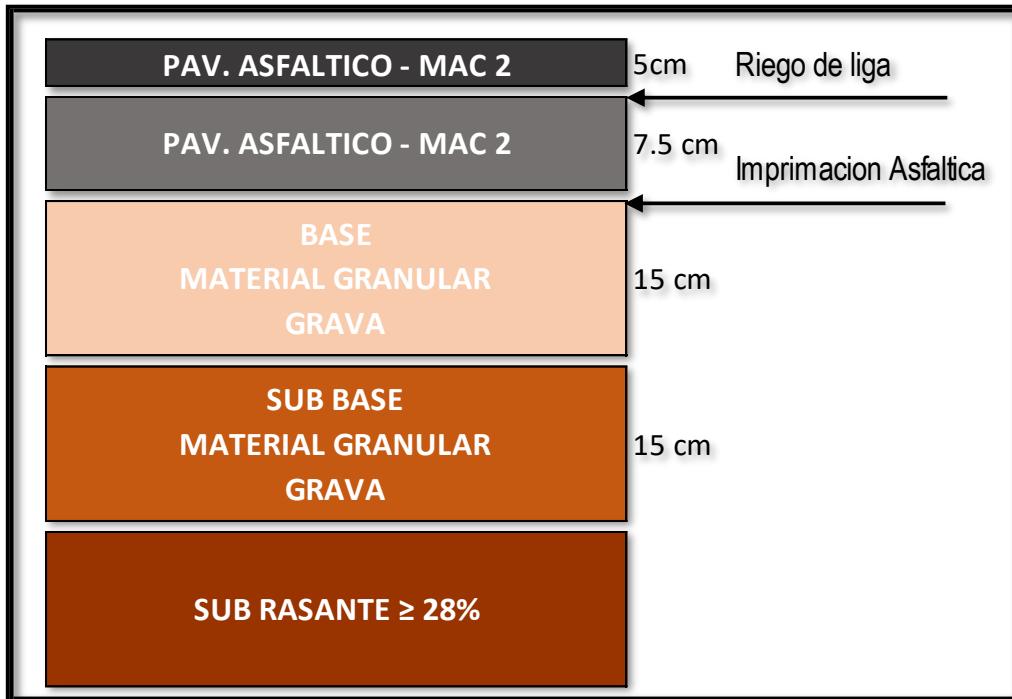 PAV. ASFALTICO - MAC 2
5cm
Riego de liga
PAV. ASFALTICO - MAC 2
7.5 cm
Imprimacion Asfaltica
BASE
MATERIAL GRANULAR
GRAVA
15 cm
SUB BASE
MATERIAL GRANULAR
GRAVA
15 cm
SUB RASANTE ≥ 28%